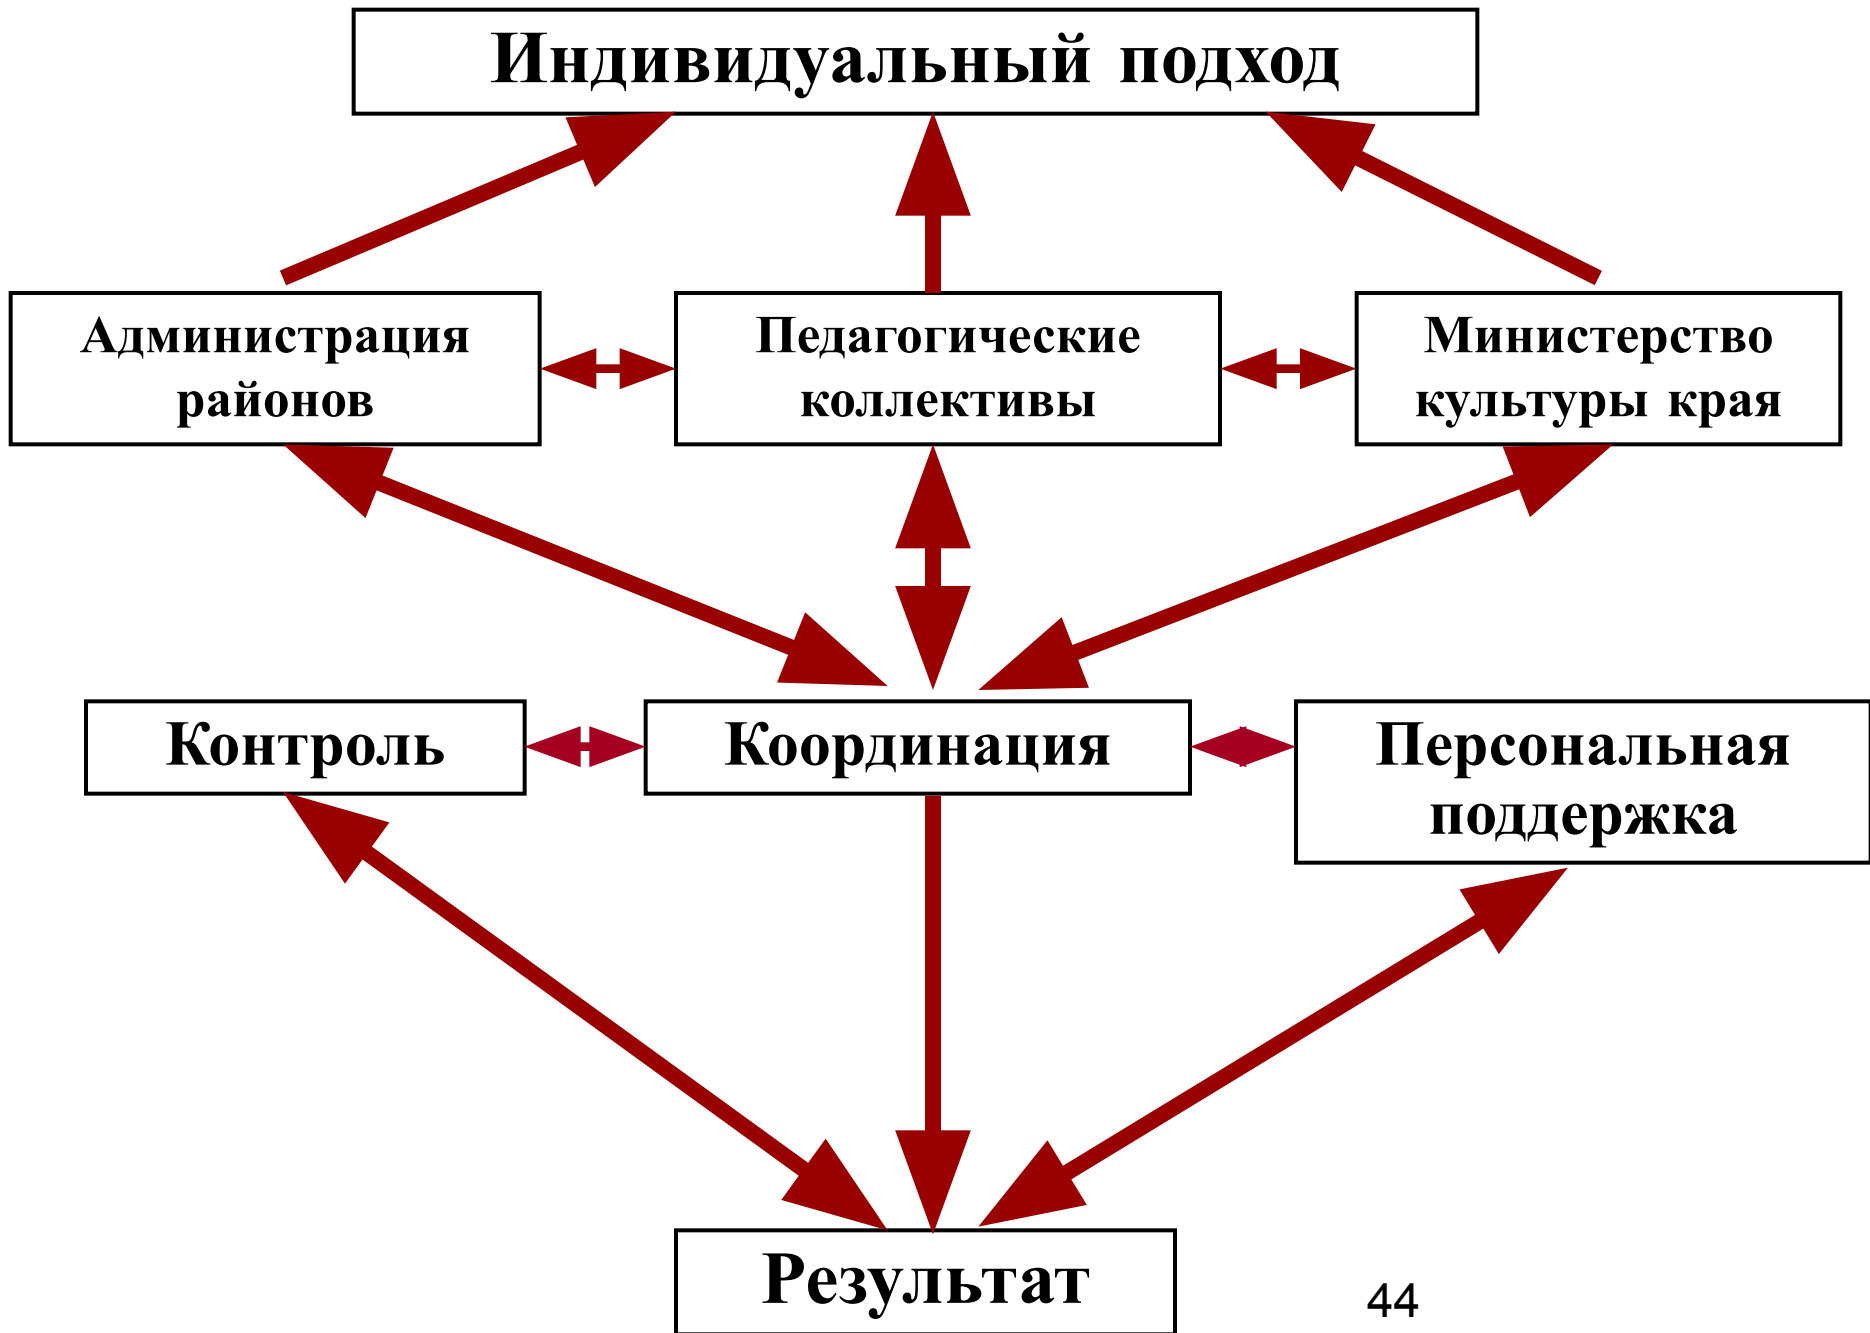 Индивидуальный подход
Администрация
районов
Педагогические
коллективы
Министерство
культуры края
Контроль
Координация
Персональная
поддержка
Результат
44